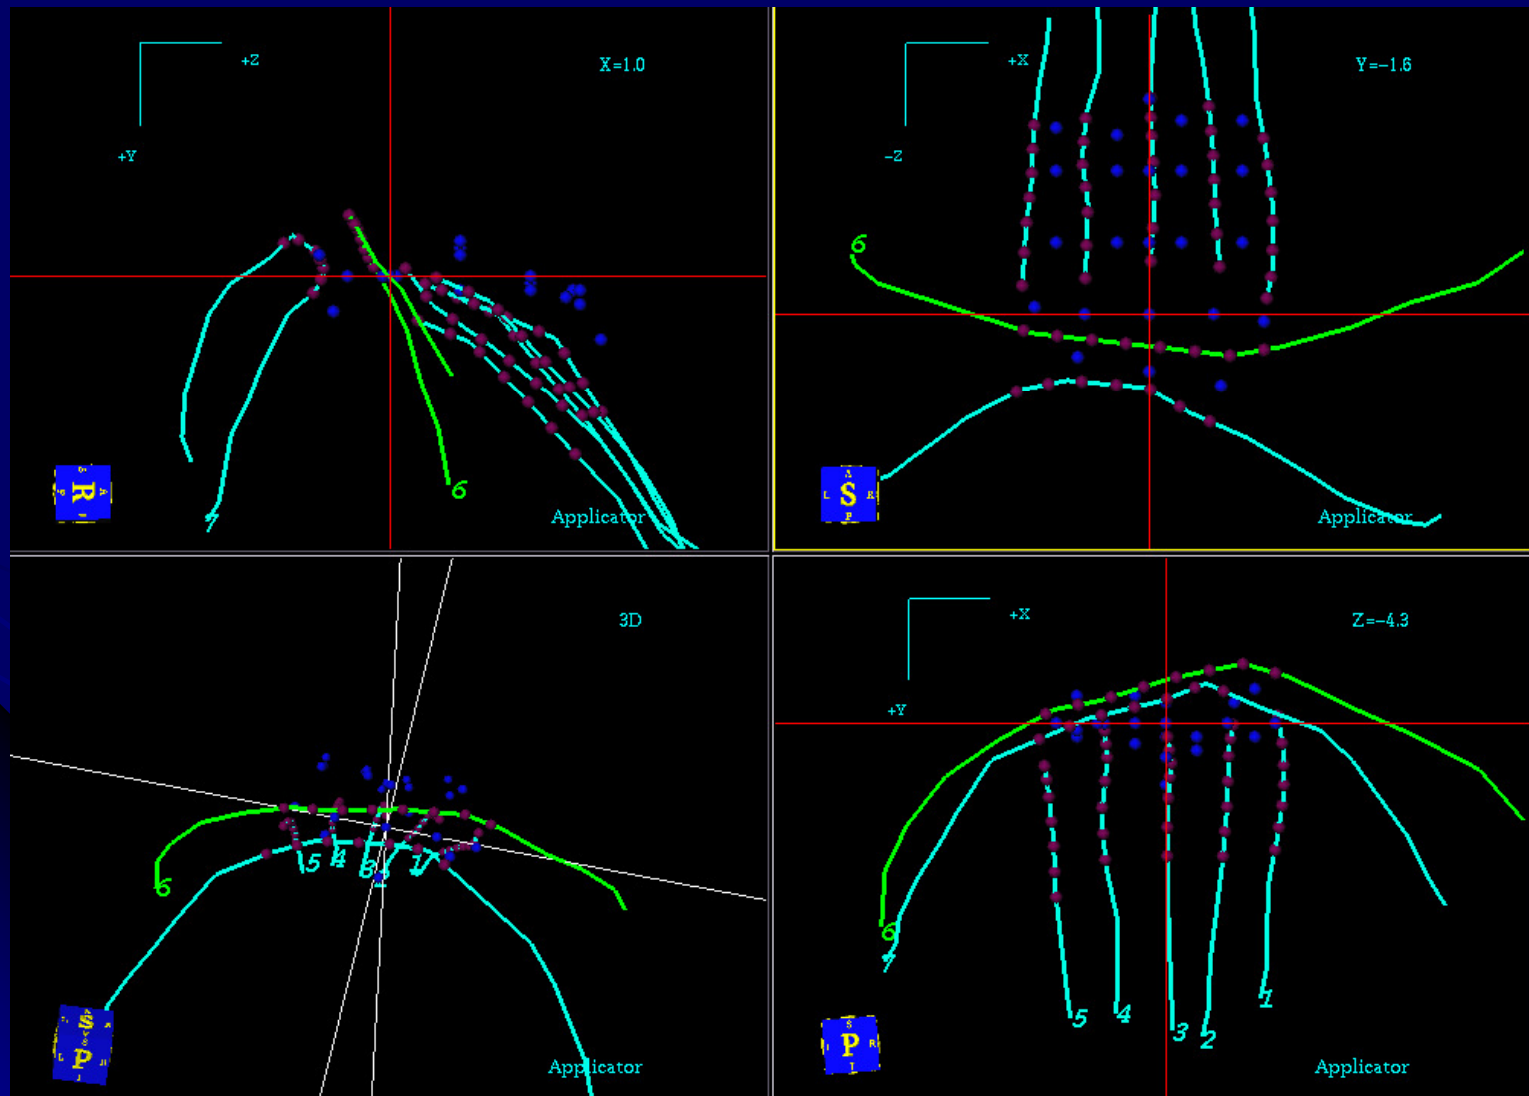 +Z
X=1.0
+Y
R
6
7
Applicator
+X
Y=-1.6
-Z
6
A
L S R
P
Applicator
3D
5 4 3 1
6
S
P
Applicator
+X
Z=-4.3
+Y
6
7
5 4 3 2 1
S
P R
I
Applicator